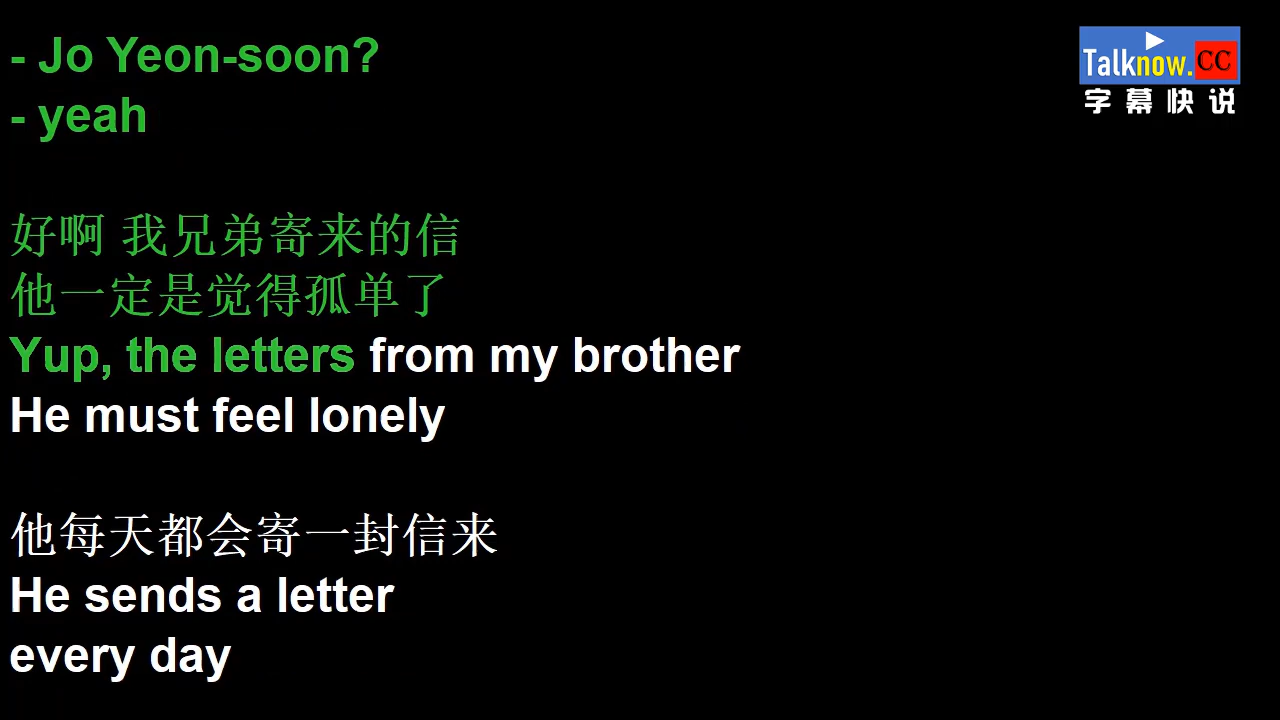 - Jo Yeon-soon?
- yeah
好啊 我兄弟寄来的信
他一定是觉得孤单了
Yup, the letters from my brother
He must feel lonely
他每天都会寄一封信来
He sends a letter
every day
Talknow.CC
字幕快说